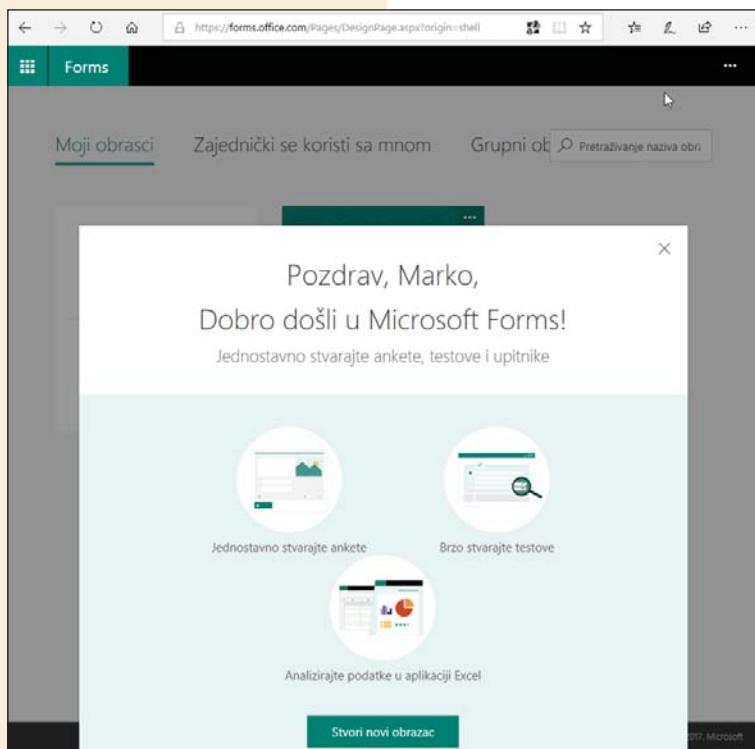 https://forms.office.com/Pages/DesignPage.aspx?origin=shell
Forms
Moji obrasci Zajednički se koristi sa mnom Grupni ob Pretraživanje naziva obra
Pozdrav, Marko,
Dobro došli u Microsoft Forms!
Jednostavno stvarajte ankete, testove i upitnike
Jednostavno stvarajte ankete Brzo stvarajte testove
Analizirajte podatke u aplikaciji Excel
Stvori novi obrazac
2017, Microsoft